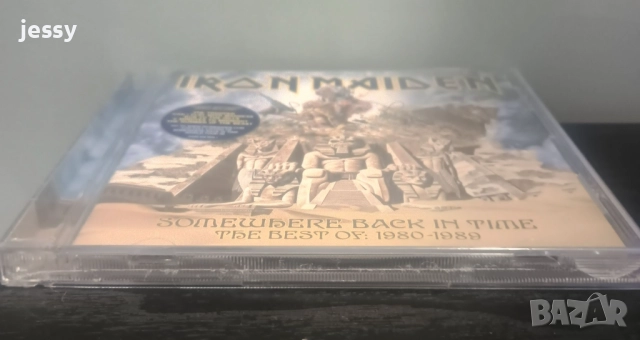 jessy
IRON MAIDEN
SOMEWHERE BACK IN TIME
THE BEST OF: 1980-1989
BAZAR